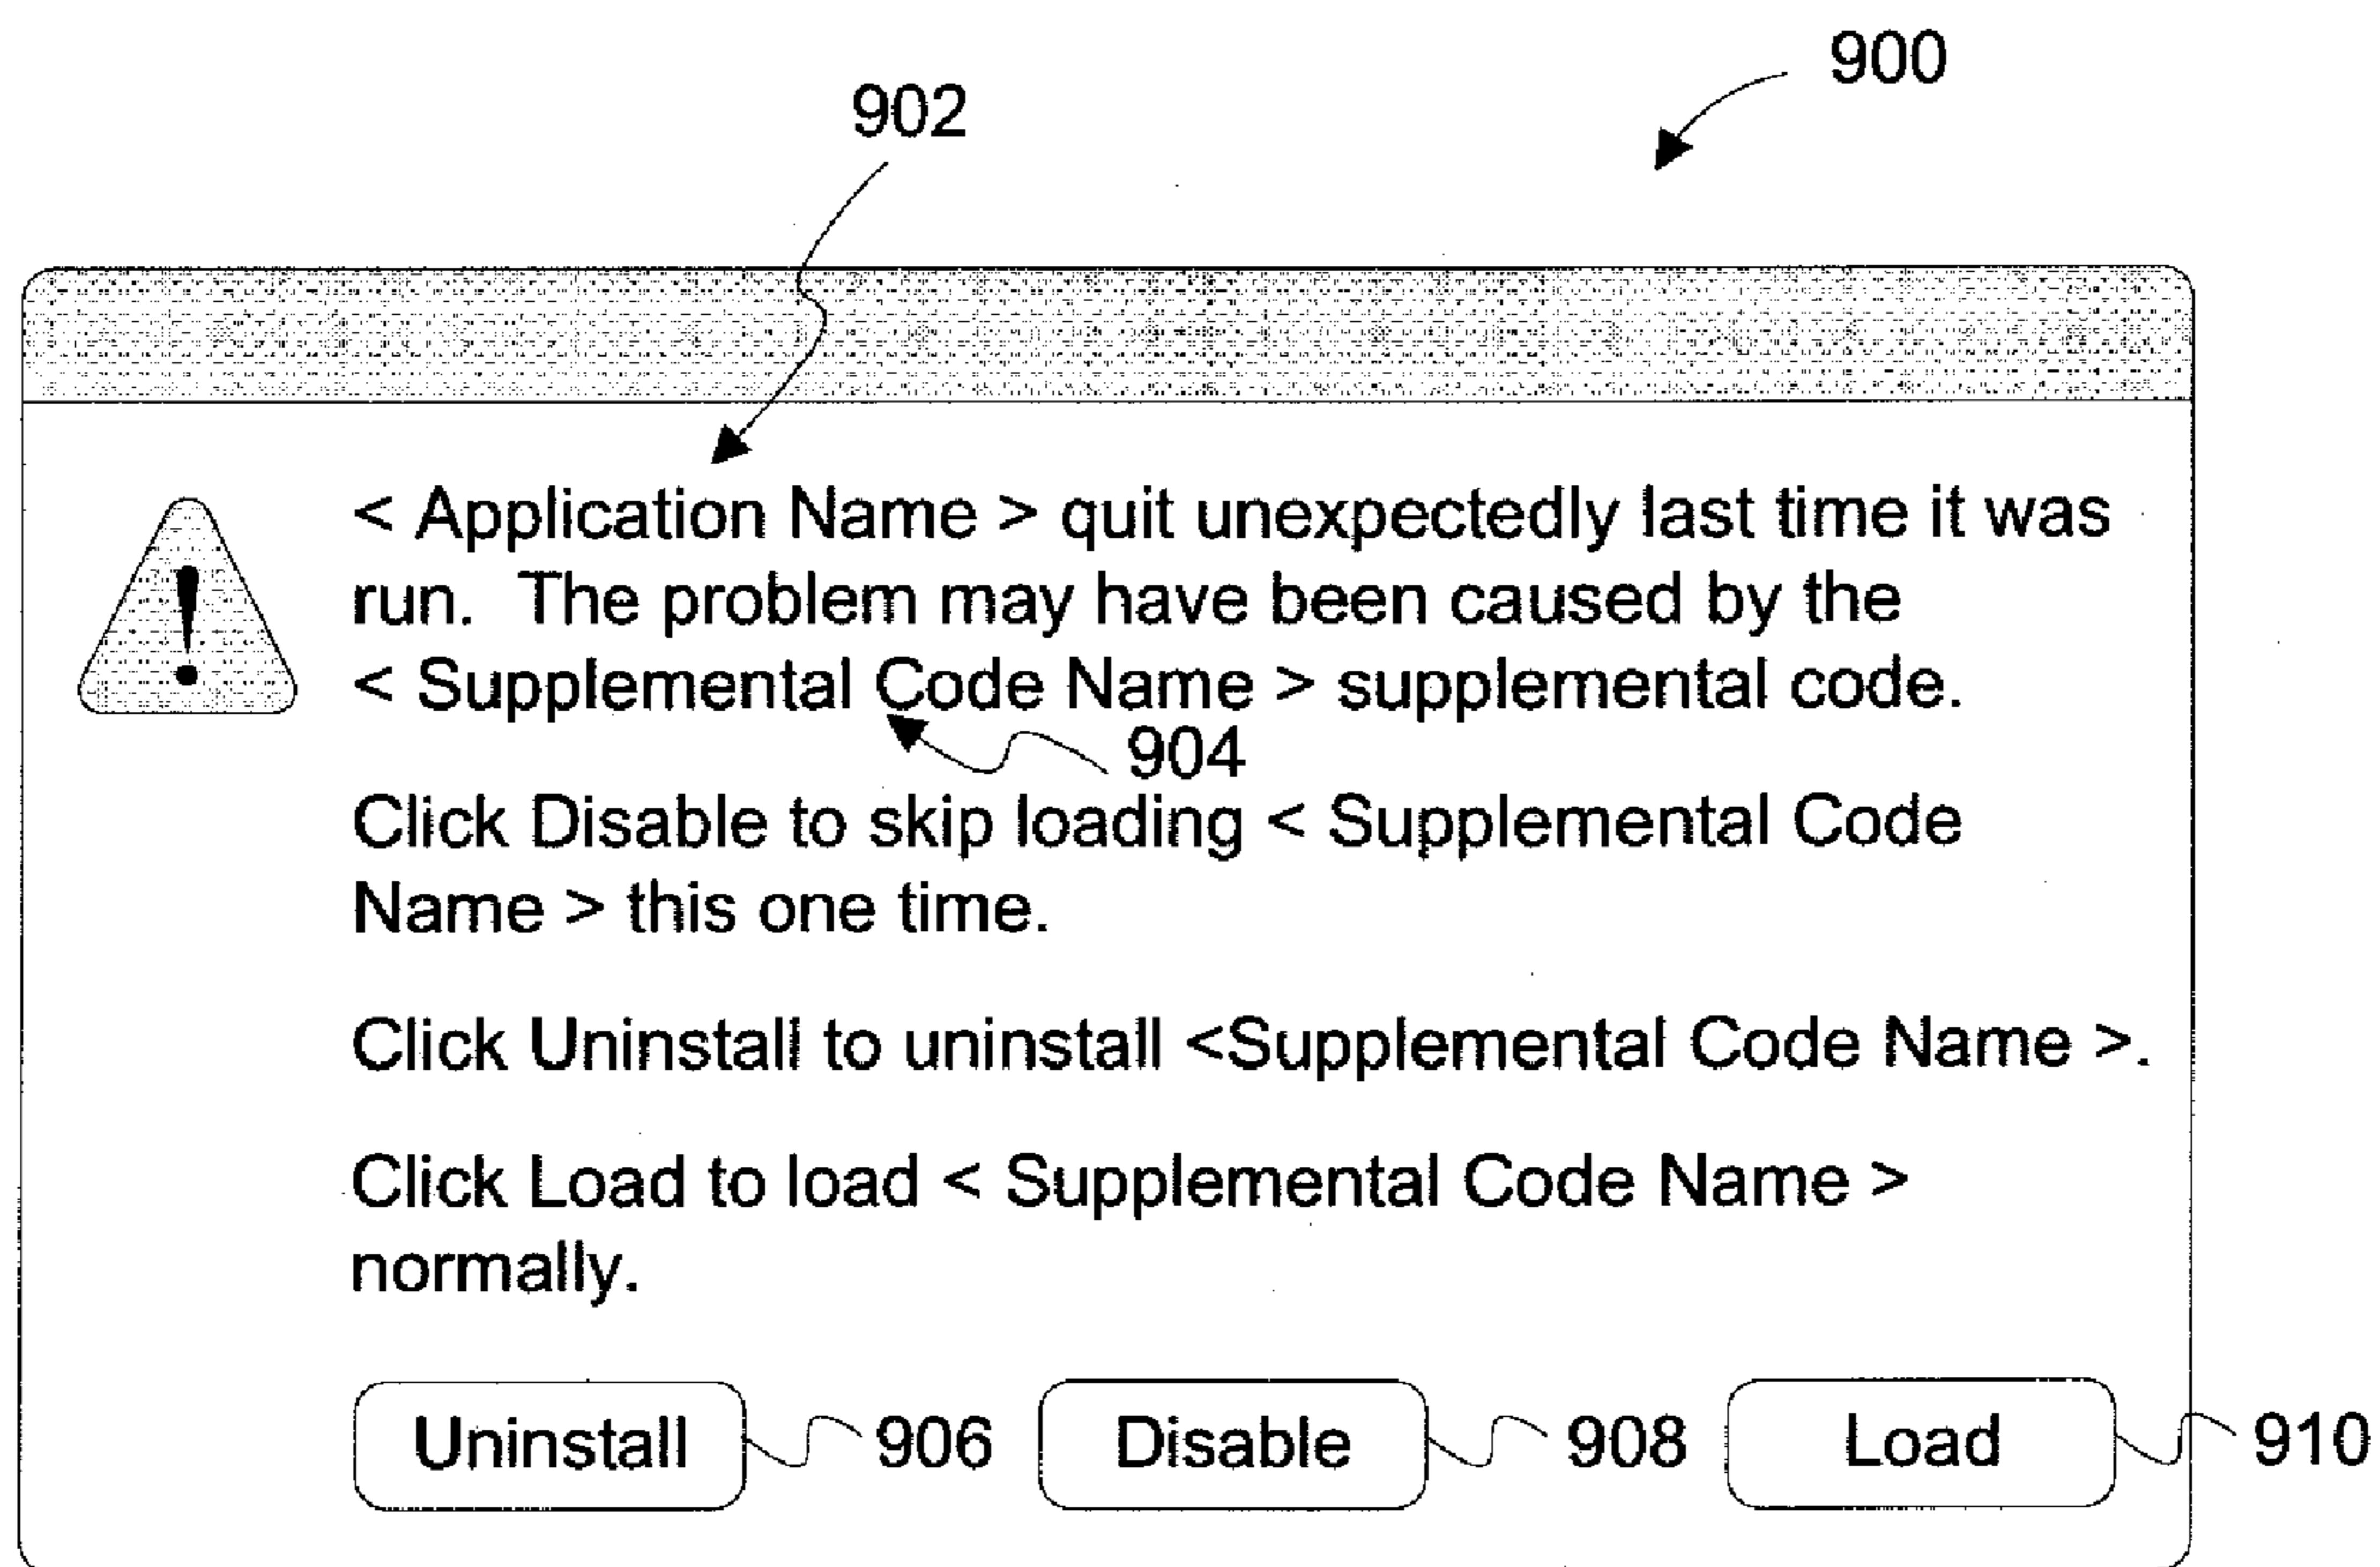 900
902
< Application Name > quit unexpectedly last time it was
run. The problem may have been caused by the
< Supplemental Code Name > supplemental code.
904
Click Disable to skip loading < Supplemental Code
Name > this one time.
Click Uninstall to uninstall <Supplemental Code Name >.
Click Load to load < Supplemental Code Name >
normally.
Uninstall 906 Disable 908 Load 910